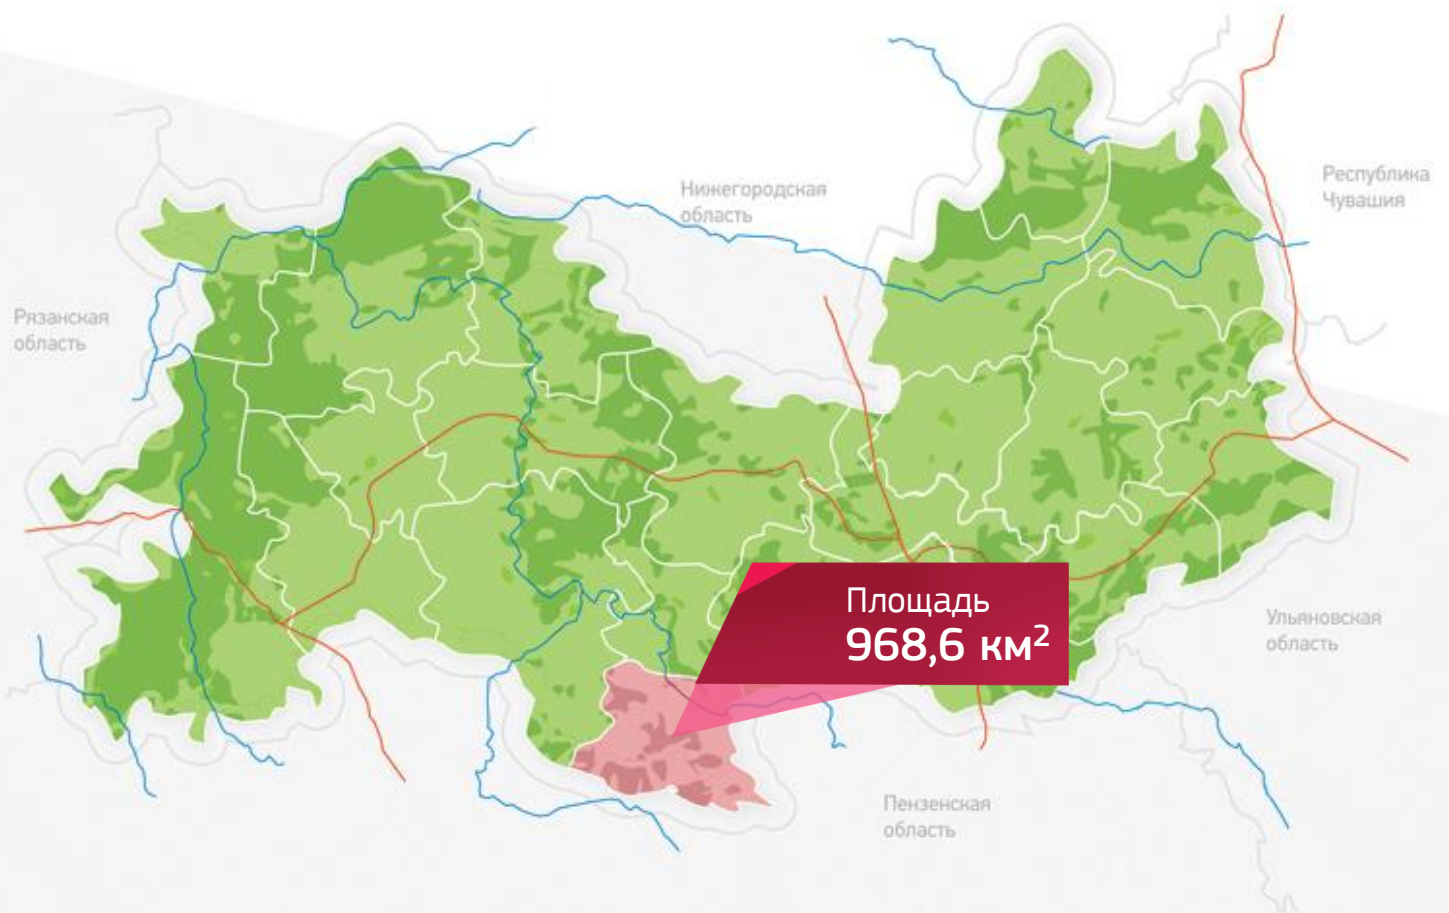 Нижегородская
область
Республика
Чувашия
Рязанская
область
Площадь
968,6 км²
Ульяновская
область
Пензенская
область